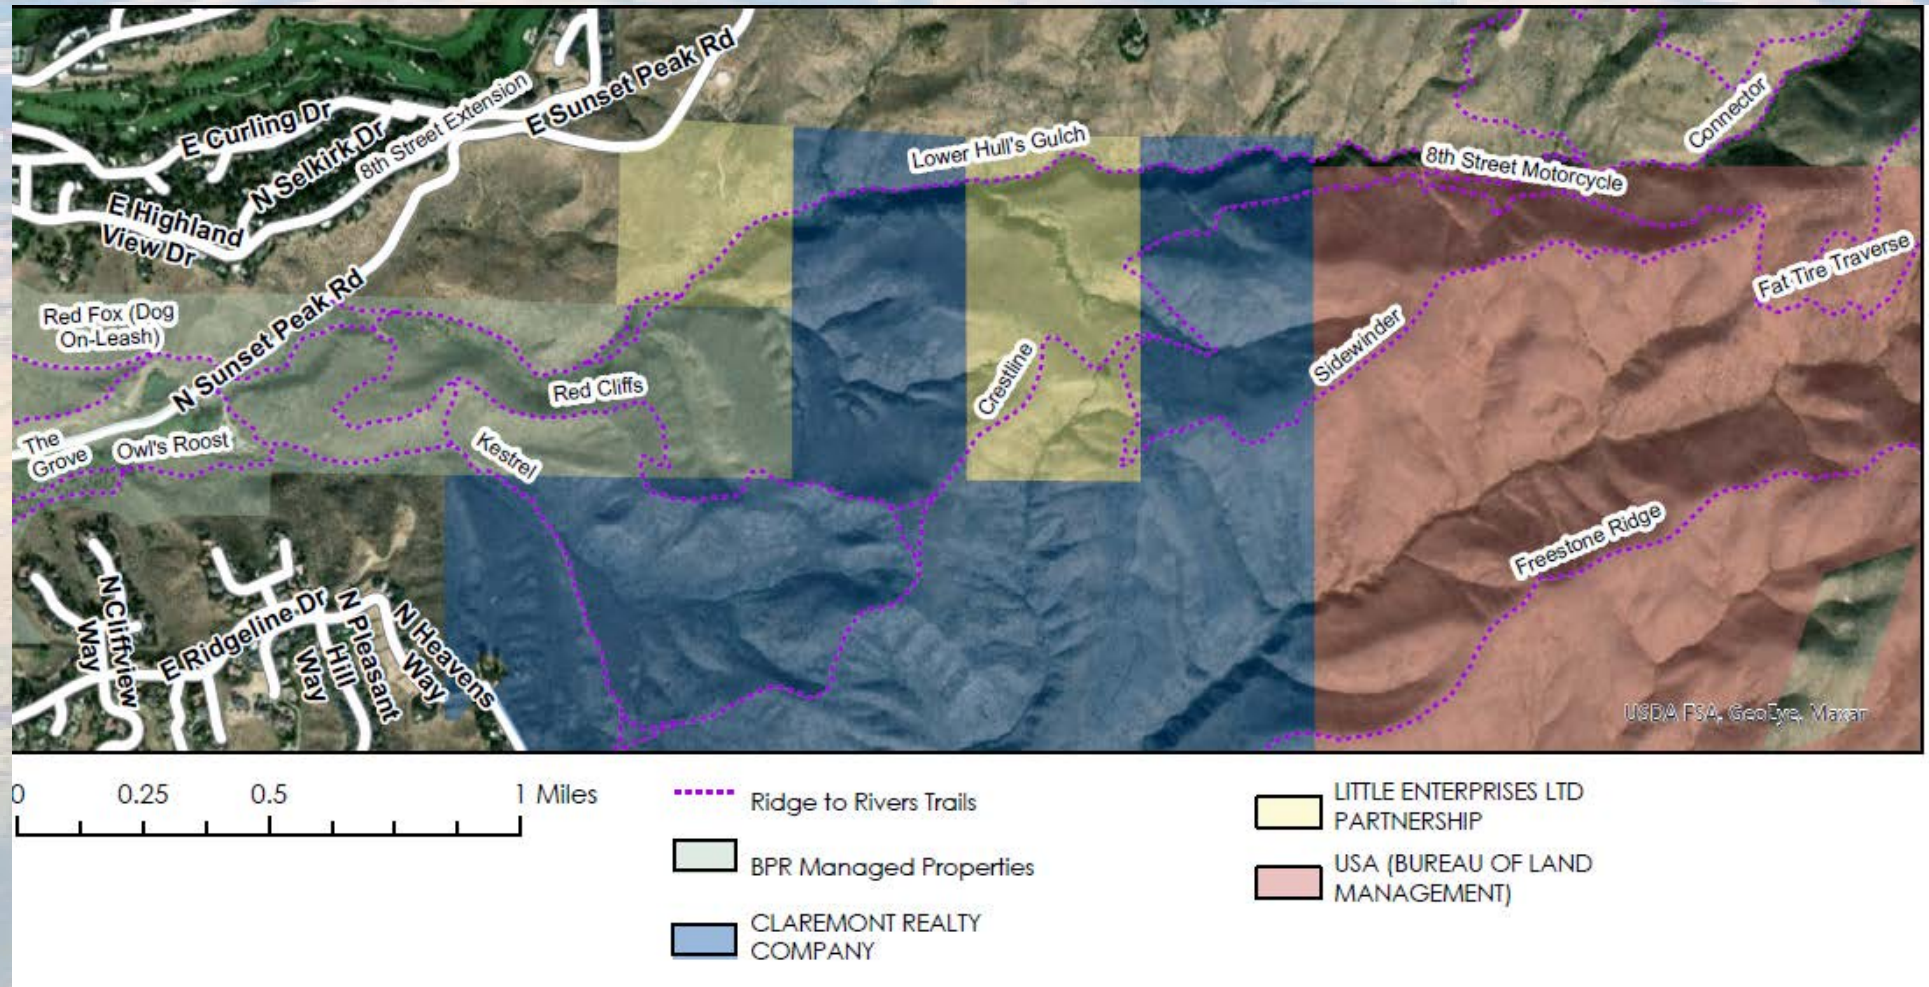 E Sunset Peak Rd
8th Street Extension
E Curling Dr
N Selkirk Dr
E Highland
View Dr
Lower Hull's Gulch
Connector
8th Street Motorcycle
Fat Tire Traverse
Red Fox (Dog
On-Leash)
N Sunset Peak Rd
Sidewinder
Crestline
Red Cliffs
The
Grove
Owl's Roost
Kestrel
Freestone Ridge
N Cliffview
Way
E Ridgeline Dr
N Pleasant
Hill
Way
N Heavens
Way
USDA FSA, GeoEye, Maxar
0 0.25 0.5 1 Miles
Ridge to Rivers Trails
BPR Managed Properties
CLAREMONT REALTY
COMPANY
LITTLE ENTERPRISES LTD
PARTNERSHIP
USA (BUREAU OF LAND
MANAGEMENT)